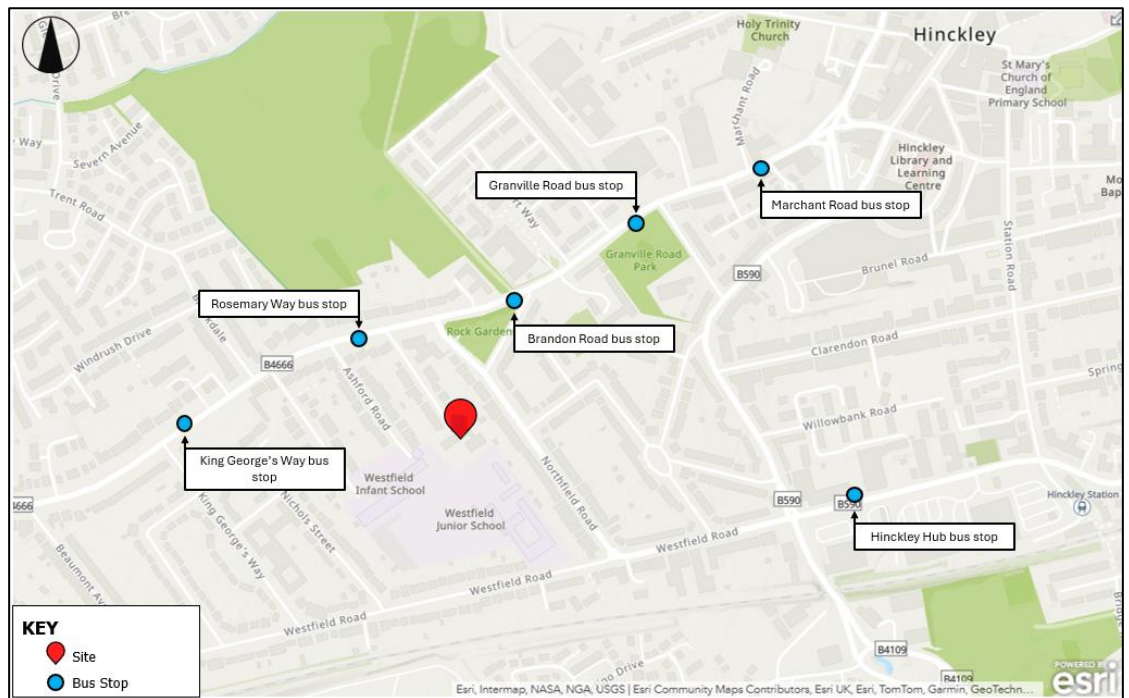 Holy Trinity
Church
Hinckley
St Mary's
Church of
England
Primary School
Drive
Way
Severn Avenue
Marchant Road
Hinckley
Library and
Learning
Centre
Granville Road bus stop
Trent Road
Way
Marchant Road bus stop
Granville Road
Park
B590
Brunel Road
Station Road
Rosemary Way bus stop
Rock Garden
Brandon Road bus stop
Windrush Drive
B4666
Clarendon Road
Ashford Road
Willowbank Road
King George's Way bus
stop
Westfield
Infant School
Northfield Road
Nichols Street
King George's Way
Westfield
Junior School
B590
B590
Hinckley Station
Westfield Road
Hinckley Hub bus stop
Westfield Road
Westfield Road
KEY
Site
Bus Stop
B4109
B4109
POWERED BY
esri
Esri, Intermap, NASA, NGA, USGS | Esri Community Maps Contributors, Esri UK, Esri, TomTom, Garmin, GeoTechn...